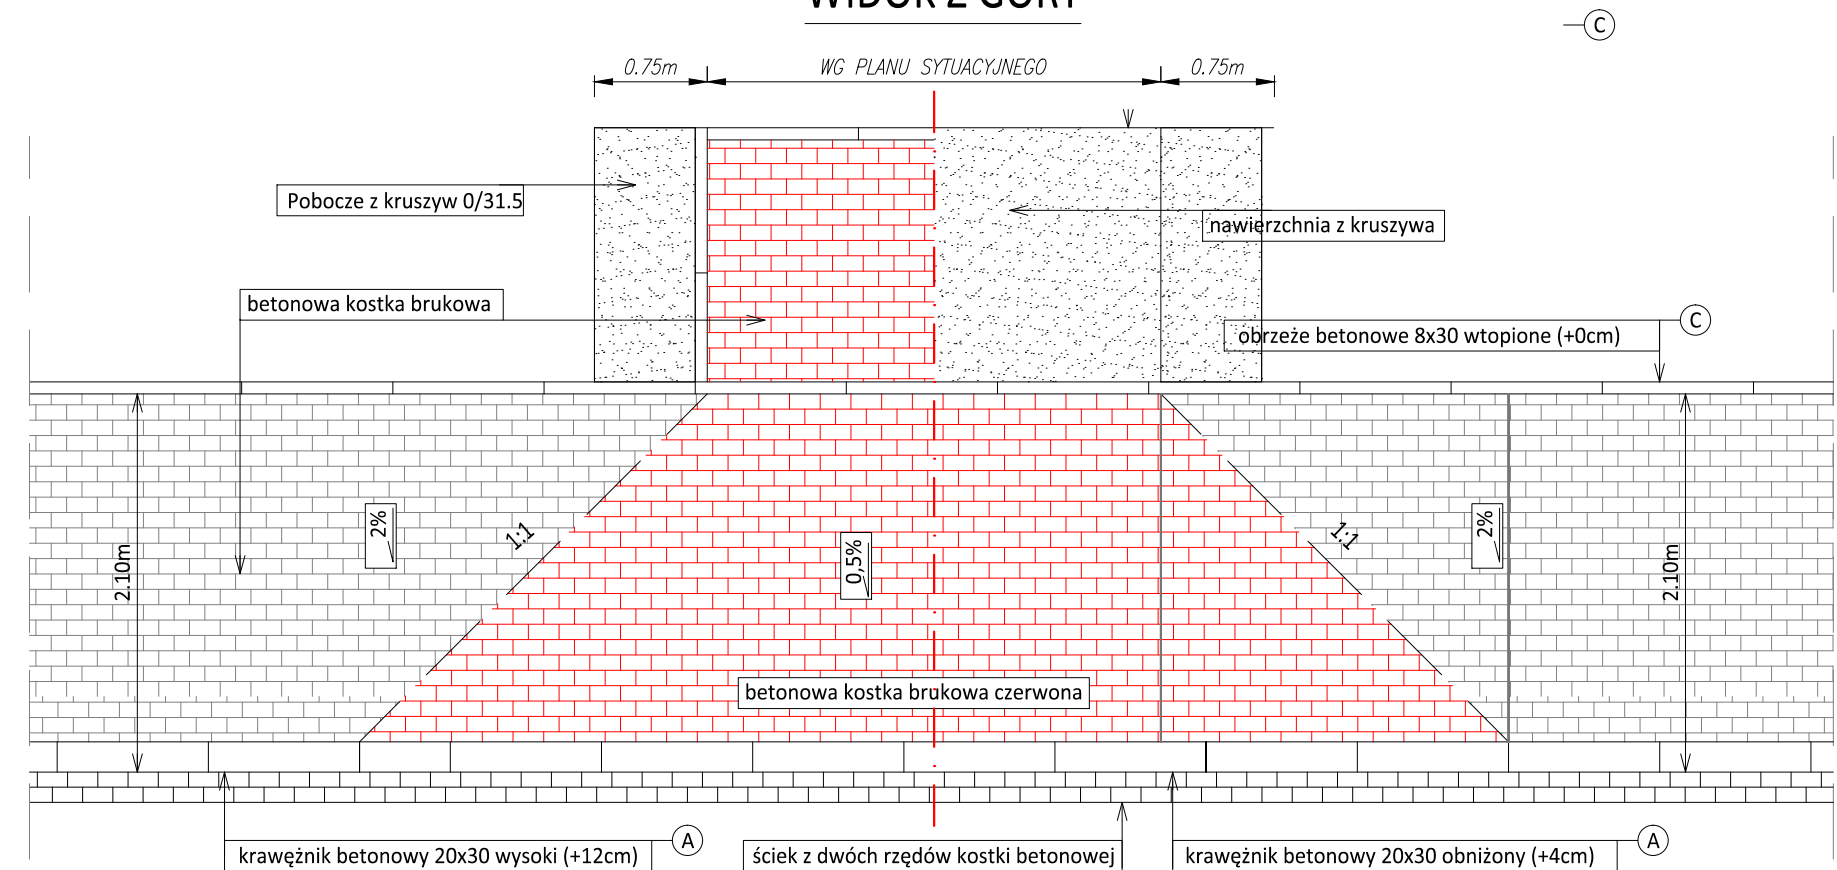 WIDOK Z GÓRY
C
0.75m
WG PLANU SYTUACYJNEGO
0.75m
Pobocze z kruszyw 0/31.5
nawierzchnia z kruszywa
betonowa kostka brukowa
C
obrzeże betonowe 8x30 wtopione (+0cm)
2%
1:1
0,5%
1:1
2%
2.10m
2.10m
betonowa kostka brukowa czerwona
A
A
krawężnik betonowy 20x30 wysoki (+12cm)
ściek z dwóch rzędów kostki betonowej
krawężnik betonowy 20x30 obniżony (+4cm)